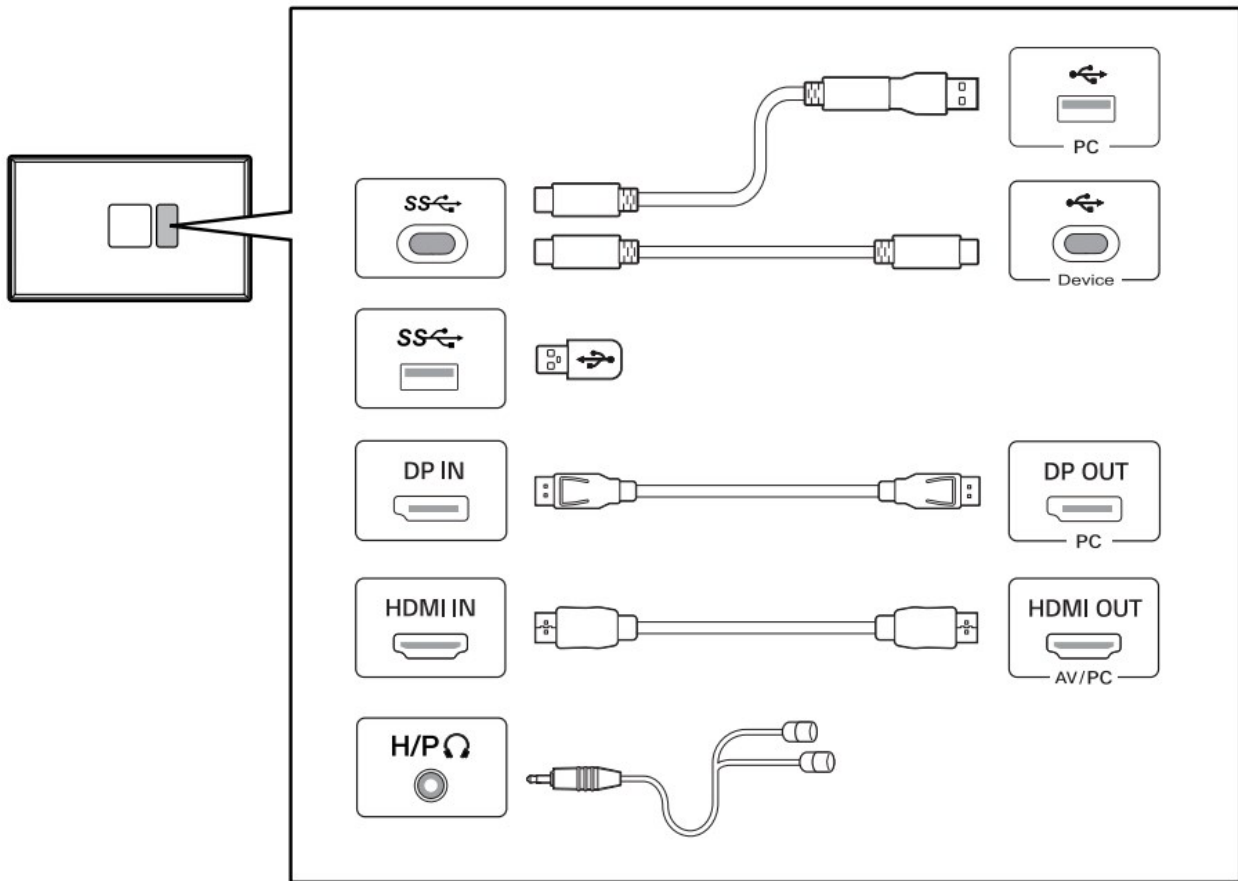 PC
SS
Device
SS
DP IN
DP OUT
PC
HDMI IN
HDMI OUT
AV/PC
H/P